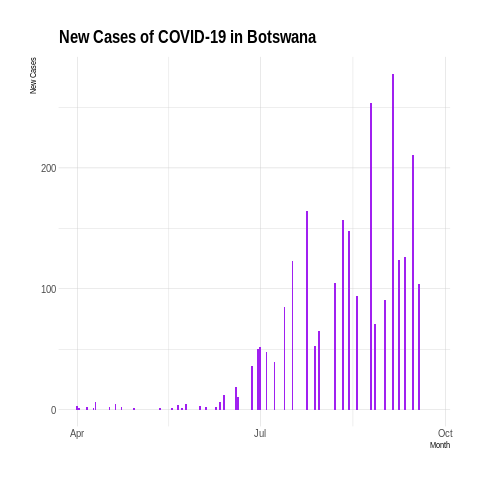 New Cases of COVID-19 in Botswana
New Cases
200
100
0
Apr
Jul
Oct
Month